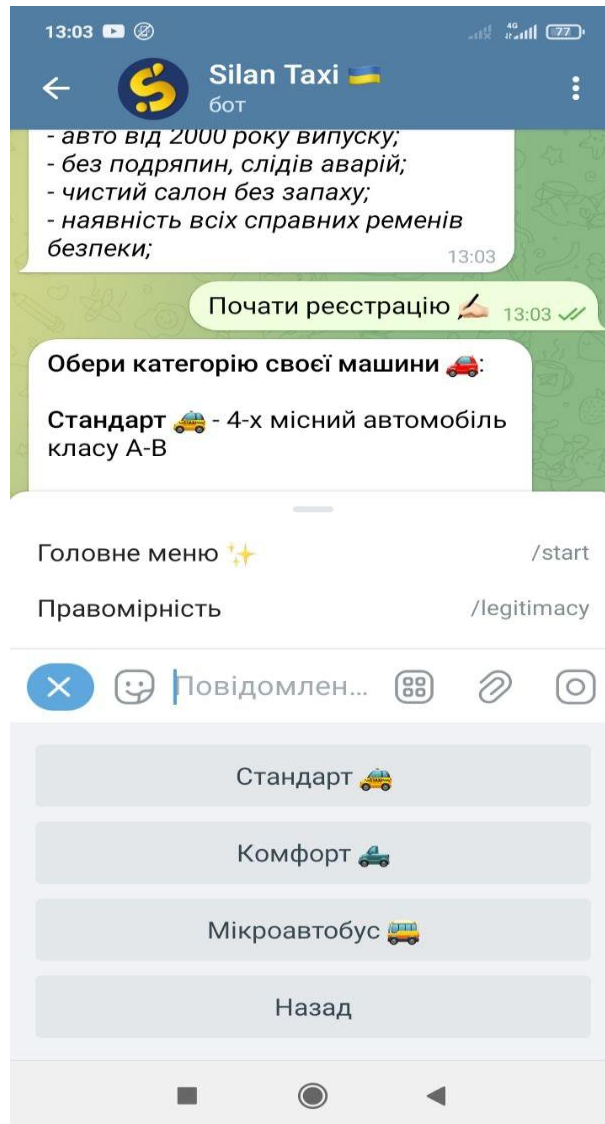 13:03 4G 77
Silan Taxi 🇺🇦
бот
- авто від 2000 року випуску;
- без подряпин, слідів аварій;
- чистий салон без запаху;
- наявність всіх справних ременів
безпеки;
13:03
Почати реєстрацію ✍🏻 13:03
Обери категорію своєї машини 🚗:
Стандарт 🚕 - 4-х місний автомобіль
класу А-В
Головне меню ✨ /start
Правомірність /legitimacy
Повідомлен...
Стандарт 🚕
Комфорт 🛻
Мікроавтобус 🚐
Назад